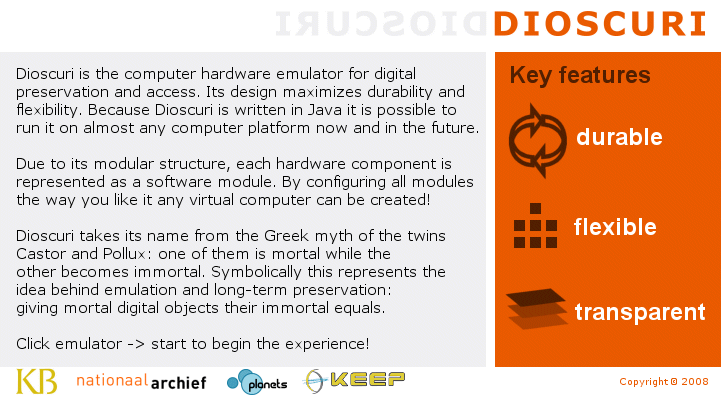 DIOSCURI DIOSCURI
Dioscuri is the computer hardware emulator for digital
preservation and access. Its design maximizes durability and
flexibility. Because Dioscuri is written in Java it is possible to
run it on almost any computer platform now and in the future.
Due to its modular structure, each hardware component is
represented as a software module. By configuring all modules
the way you like it any virtual computer can be created!
Dioscuri takes its name from the Greek myth of the twins
Castor and Pollux: one of them is mortal while the
other becomes immortal. Symbolically this represents the
idea behind emulation and long-term preservation:
giving mortal digital objects their immortal equals.
Click emulator -> start to begin the experience!
Key features
durable
flexible
transparent
KB nationaal archief planets KEEP
Copyright © 2008